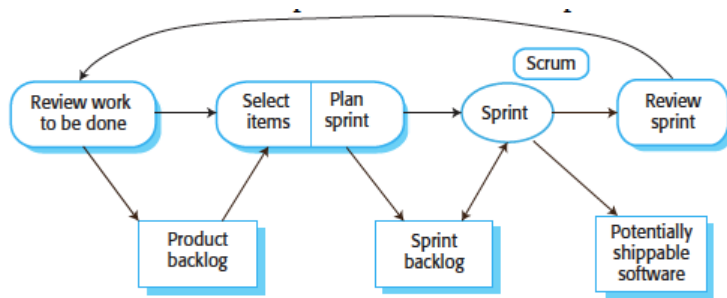 Scrum
Review work
to be done
Select
items
Plan
sprint
Sprint
Review
sprint
Product
backlog
Sprint
backlog
Potentially
shippable
software